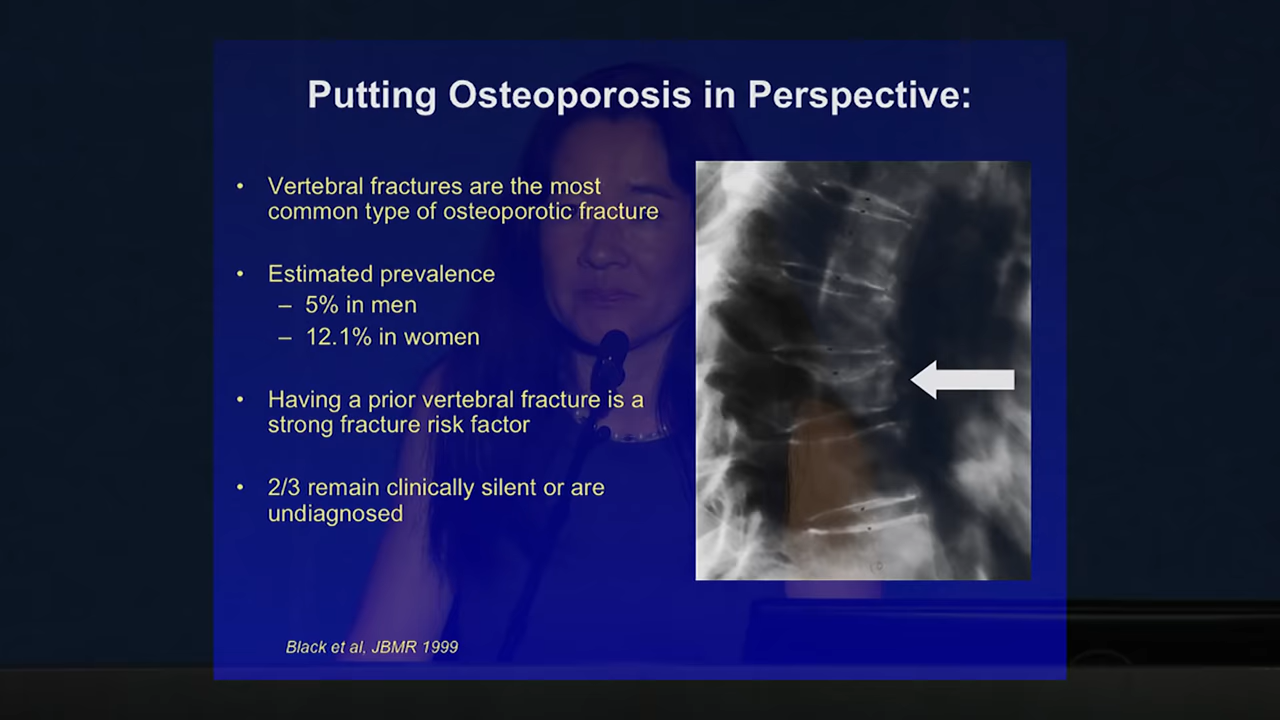 Putting Osteoporosis in Perspective:
• Vertebral fractures are the most
common type of osteoporotic fracture
• Estimated prevalence
– 5% in men
– 12.1% in women
• Having a prior vertebral fracture is a
strong fracture risk factor
• 2/3 remain clinically silent or are
undiagnosed
Black et al, JBMR 1999